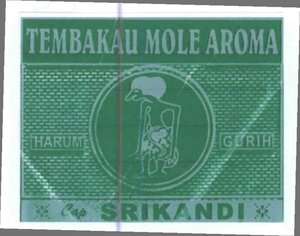 TEMBAKAU MOLE AROMA
HARUM GURIH
Cap SRIKANDI